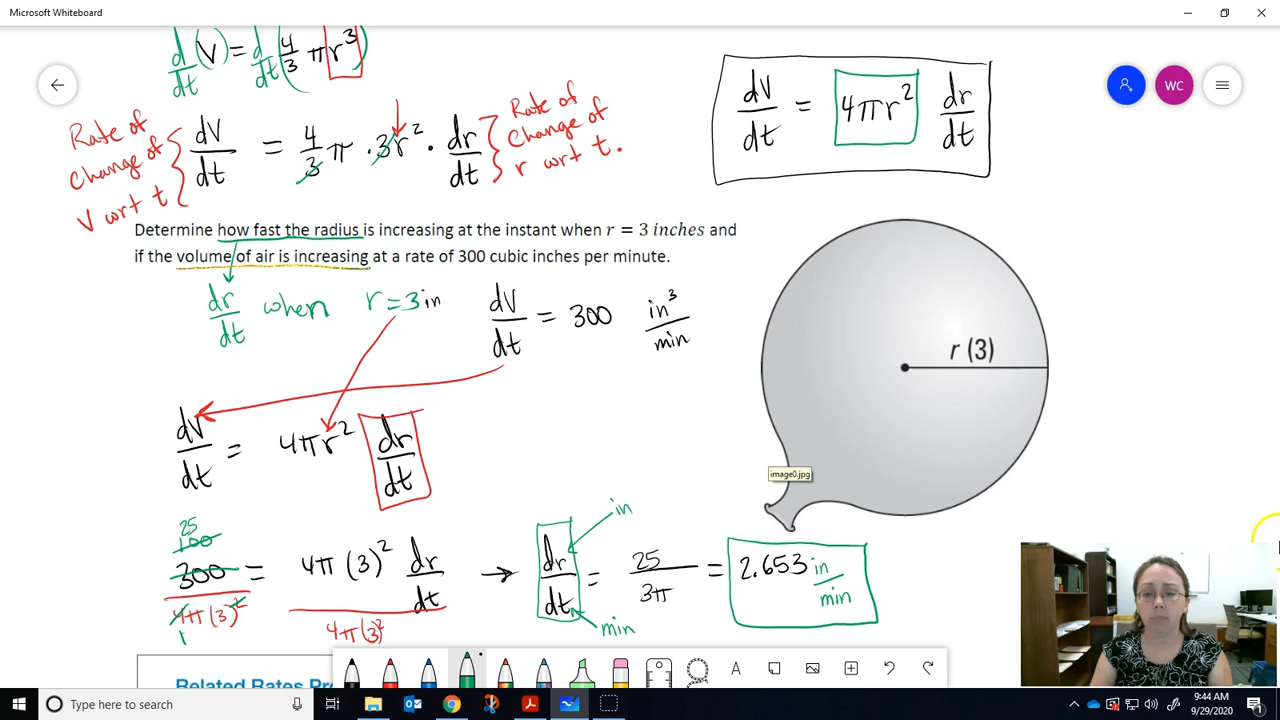 Microsoft Whiteboard
d/dt (V) = d/dt (4/3 π r³)
Rate of
Change of
V wrt t
dV/dt = 4/3 π · 3r² · dr/dt
Rate of
Change of
r wrt t.
dV/dt = 4πr² dr/dt
WC
Determine how fast the radius is increasing at the instant when r = 3 inches and
if the volume of air is increasing at a rate of 300 cubic inches per minute.
dr/dt when r = 3in
dV/dt = 300 in³/min
r (3)
image0.jpg
dV/dt = 4πr² dr/dt
25
100
300/4π(3)² = 4π(3)² dr/dt / 4π(3)²
1
→ dr/dt = 25/3π = 2.653 in/min
in
min
Related Rates Pr
A
Type here to search
9:44 AM
9/29/2020
1